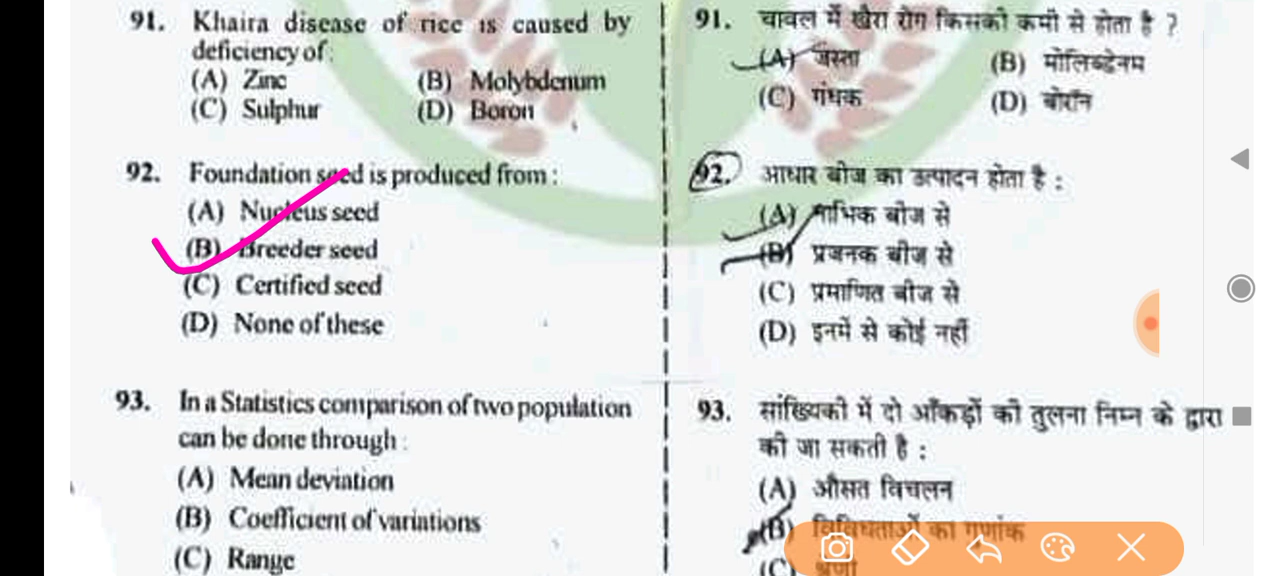 91. Khaira disease of rice is caused by
deficiency of :
(A) Zinc (B) Molybdenum
(C) Sulphur (D) Boron
92. Foundation seed is produced from :
(A) Nucleus seed
(B) Breeder seed
(C) Certified seed
(D) None of these
93. In a Statistics comparison of two population
can be done through :
(A) Mean deviation
(B) Coefficient of variations
(C) Range
91. चावल में खैरा रोग किसकी कमी से होता है ?
(A) जस्ता (B) मोलिब्डेनम
(C) गंधक (D) बोरॉन
92. आधार बीज का उत्पादन होता है :
(A) नाभिक बीज से
(B) प्रजनक बीज से
(C) प्रमाणित बीज से
(D) इनमें से कोई नहीं
93. सांख्यिकी में दो आँकड़ों की तुलना निम्न के द्वारा
की जा सकती है :
(A) औसत विचलन
(B) विविधताओं का गुणांक
(C)